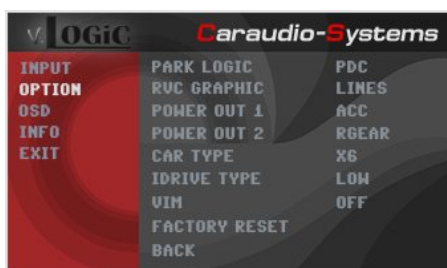 V.LOGiC Caraudio-Systems
INPUT
OPTION
OSD
INFO
EXIT
PARK LOGIC PDC
RVC GRAPHIC LINES
POWER OUT 1 ACC
POWER OUT 2 RGEAR
CAR TYPE X6
IDRIVE TYPE LOW
VIM OFF
FACTORY RESET
BACK